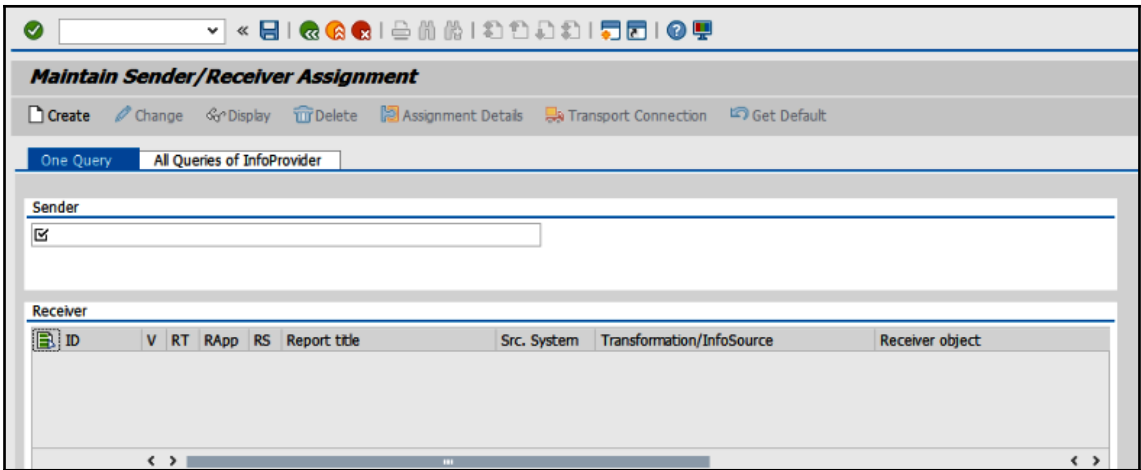 Maintain Sender/Receiver Assignment
Create Change Display Delete Assignment Details Transport Connection Get Default
One Query All Queries of InfoProvider
Sender
Receiver
ID V RT RApp RS Report title Src. System Transformation/InfoSource Receiver object